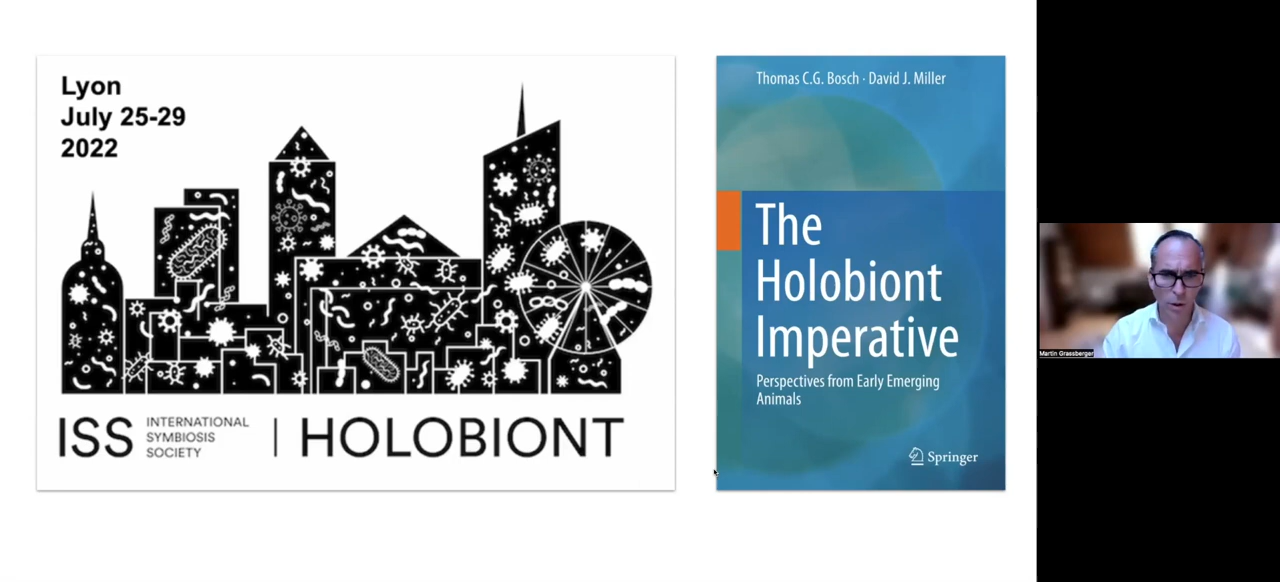 Lyon
July 25-29
2022
ISS INTERNATIONAL
SYMBIOSIS
SOCIETY
HOLOBIONT
Thomas C.G. Bosch · David J. Miller
The
Holobiont
Imperative
Perspectives from Early Emerging
Animals
Springer
Martin Grassberger